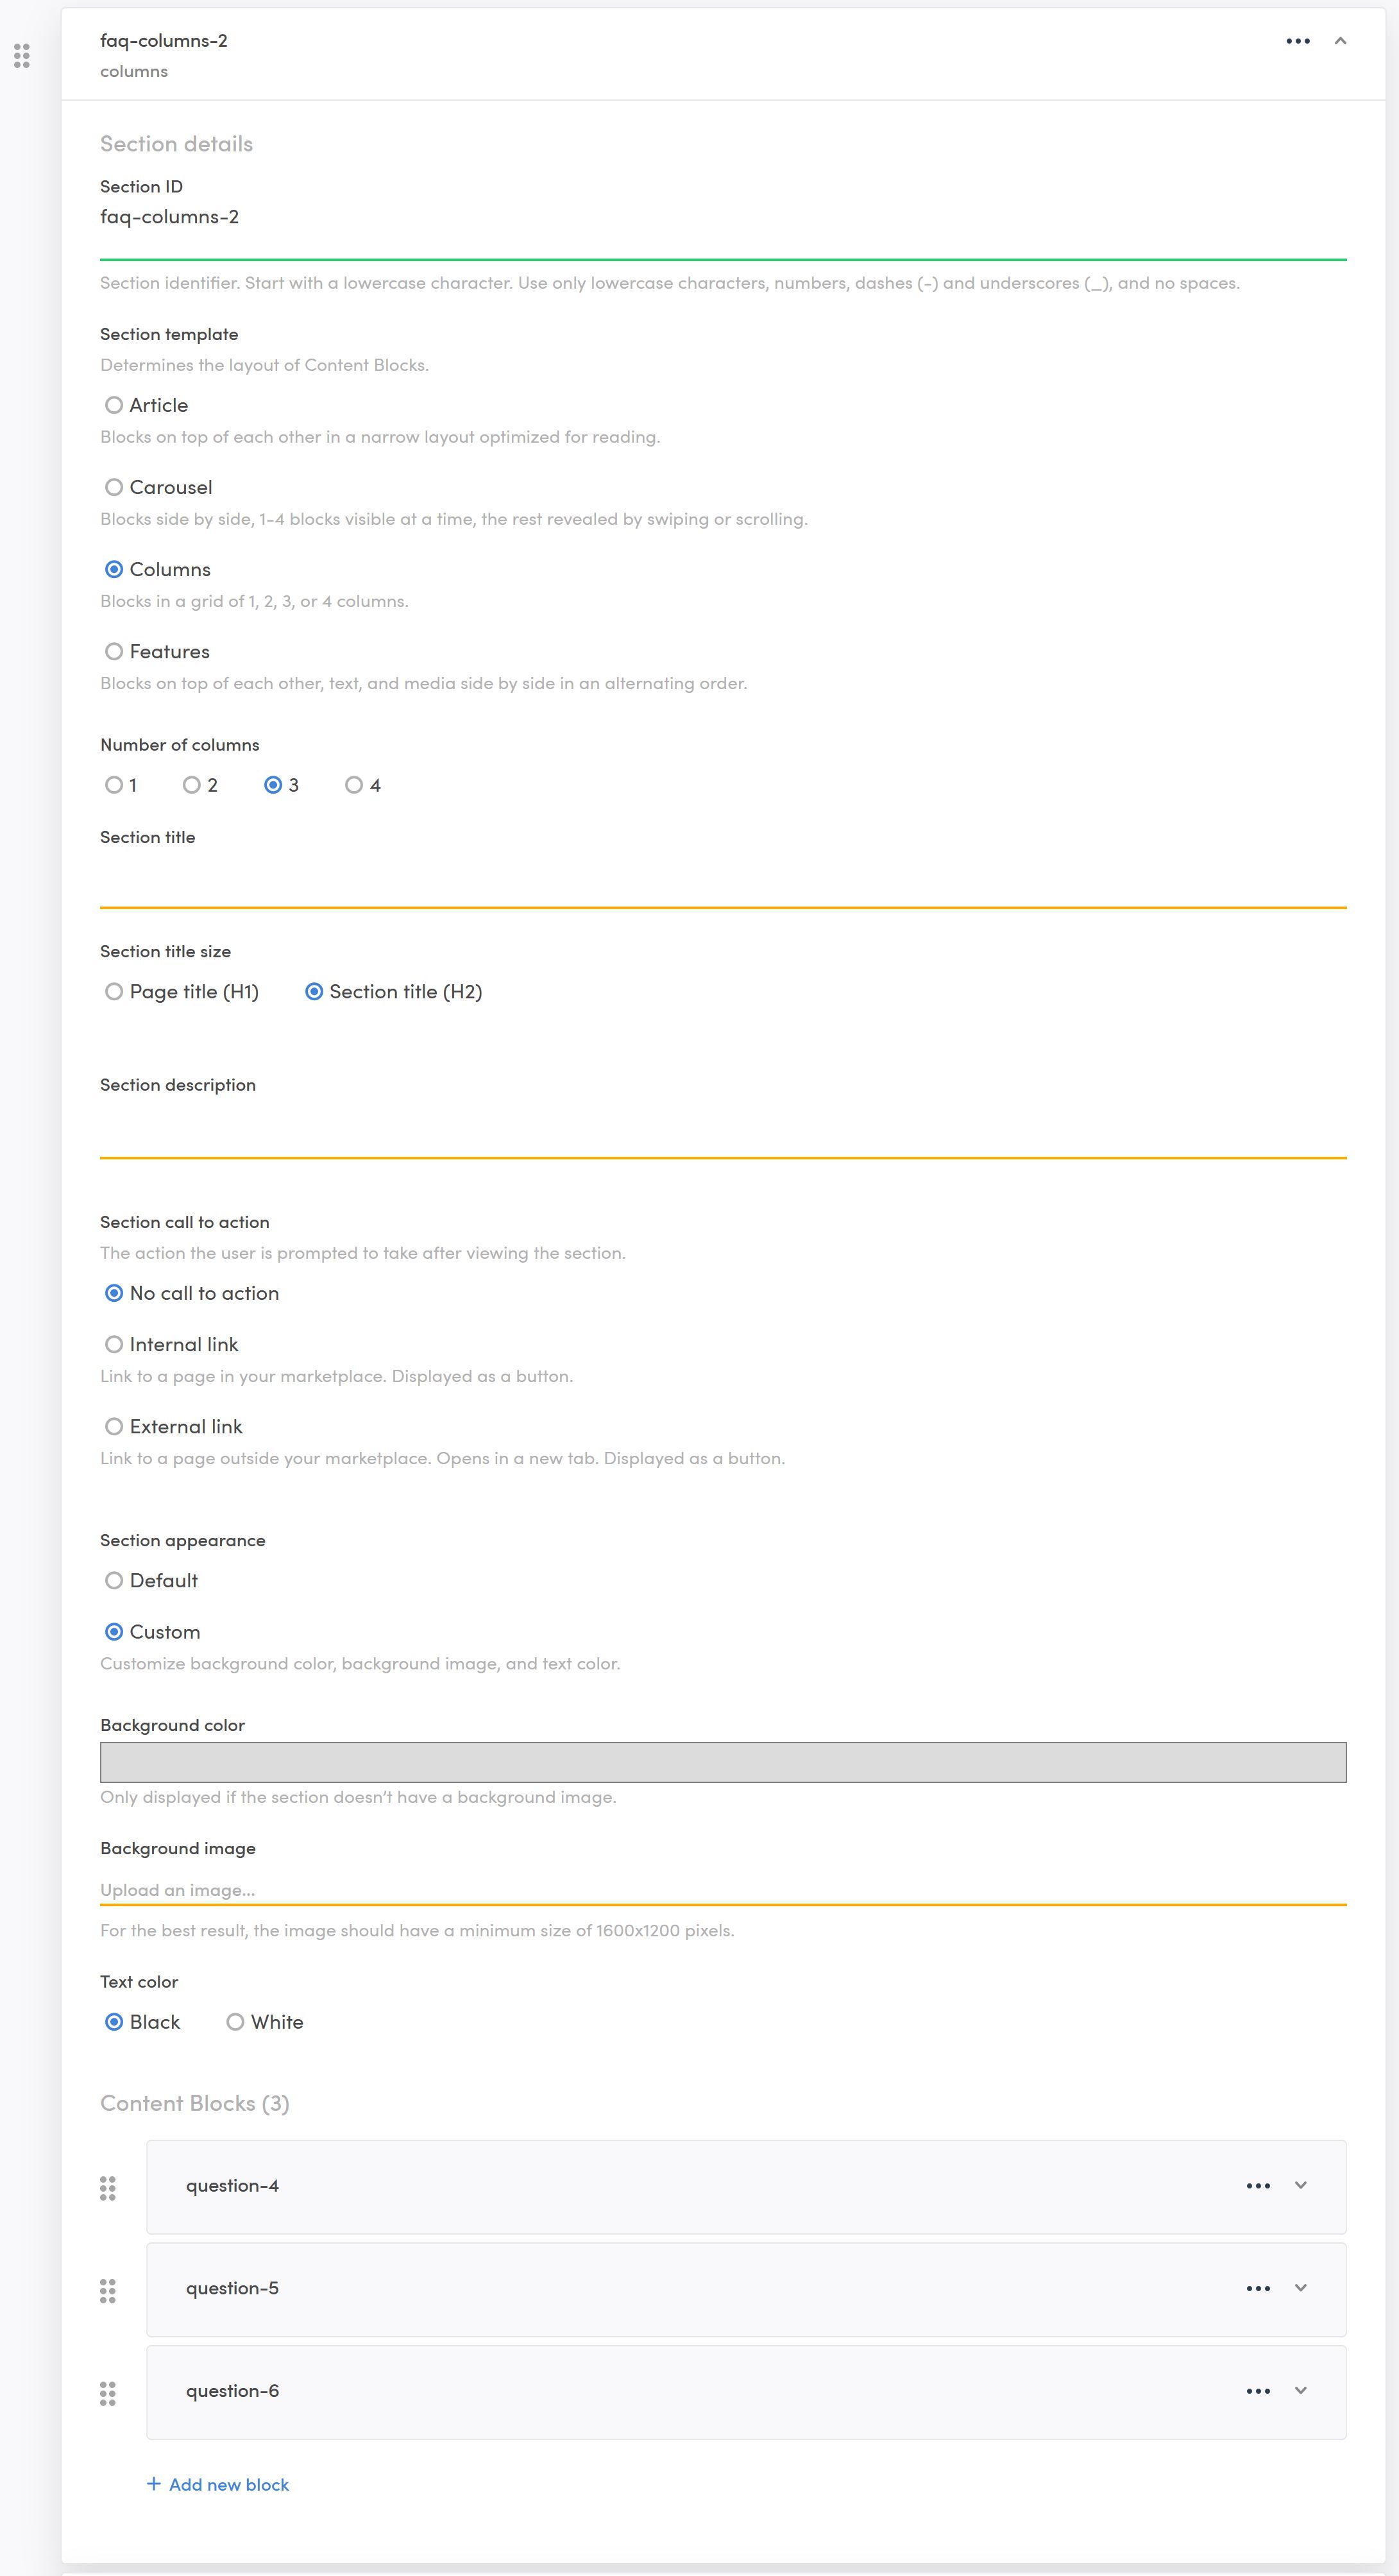 faq-columns-2
columns
Section details
Section ID
faq-columns-2
Section identifier. Start with a lowercase character. Use only lowercase characters, numbers, dashes (-) and underscores (_), and no spaces.
Section template
Determines the layout of Content Blocks.
Article
Blocks on top of each other in a narrow layout optimized for reading.
Carousel
Blocks side by side, 1-4 blocks visible at a time, the rest revealed by swiping or scrolling.
Columns
Blocks in a grid of 1, 2, 3, or 4 columns.
Features
Blocks on top of each other, text, and media side by side in an alternating order.
Number of columns
1 2 3 4
Section title
Section title size
Page title (H1) Section title (H2)
Section description
Section call to action
The action the user is prompted to take after viewing the section.
No call to action
Internal link
Link to a page in your marketplace. Displayed as a button.
External link
Link to a page outside your marketplace. Opens in a new tab. Displayed as a button.
Section appearance
Default
Custom
Customize background color, background image, and text color.
Background color
Only displayed if the section doesn't have a background image.
Background image
Upload an image...
For the best result, the image should have a minimum size of 1600x1200 pixels.
Text color
Black White
Content Blocks (3)
question-4
question-5
question-6
+ Add new block